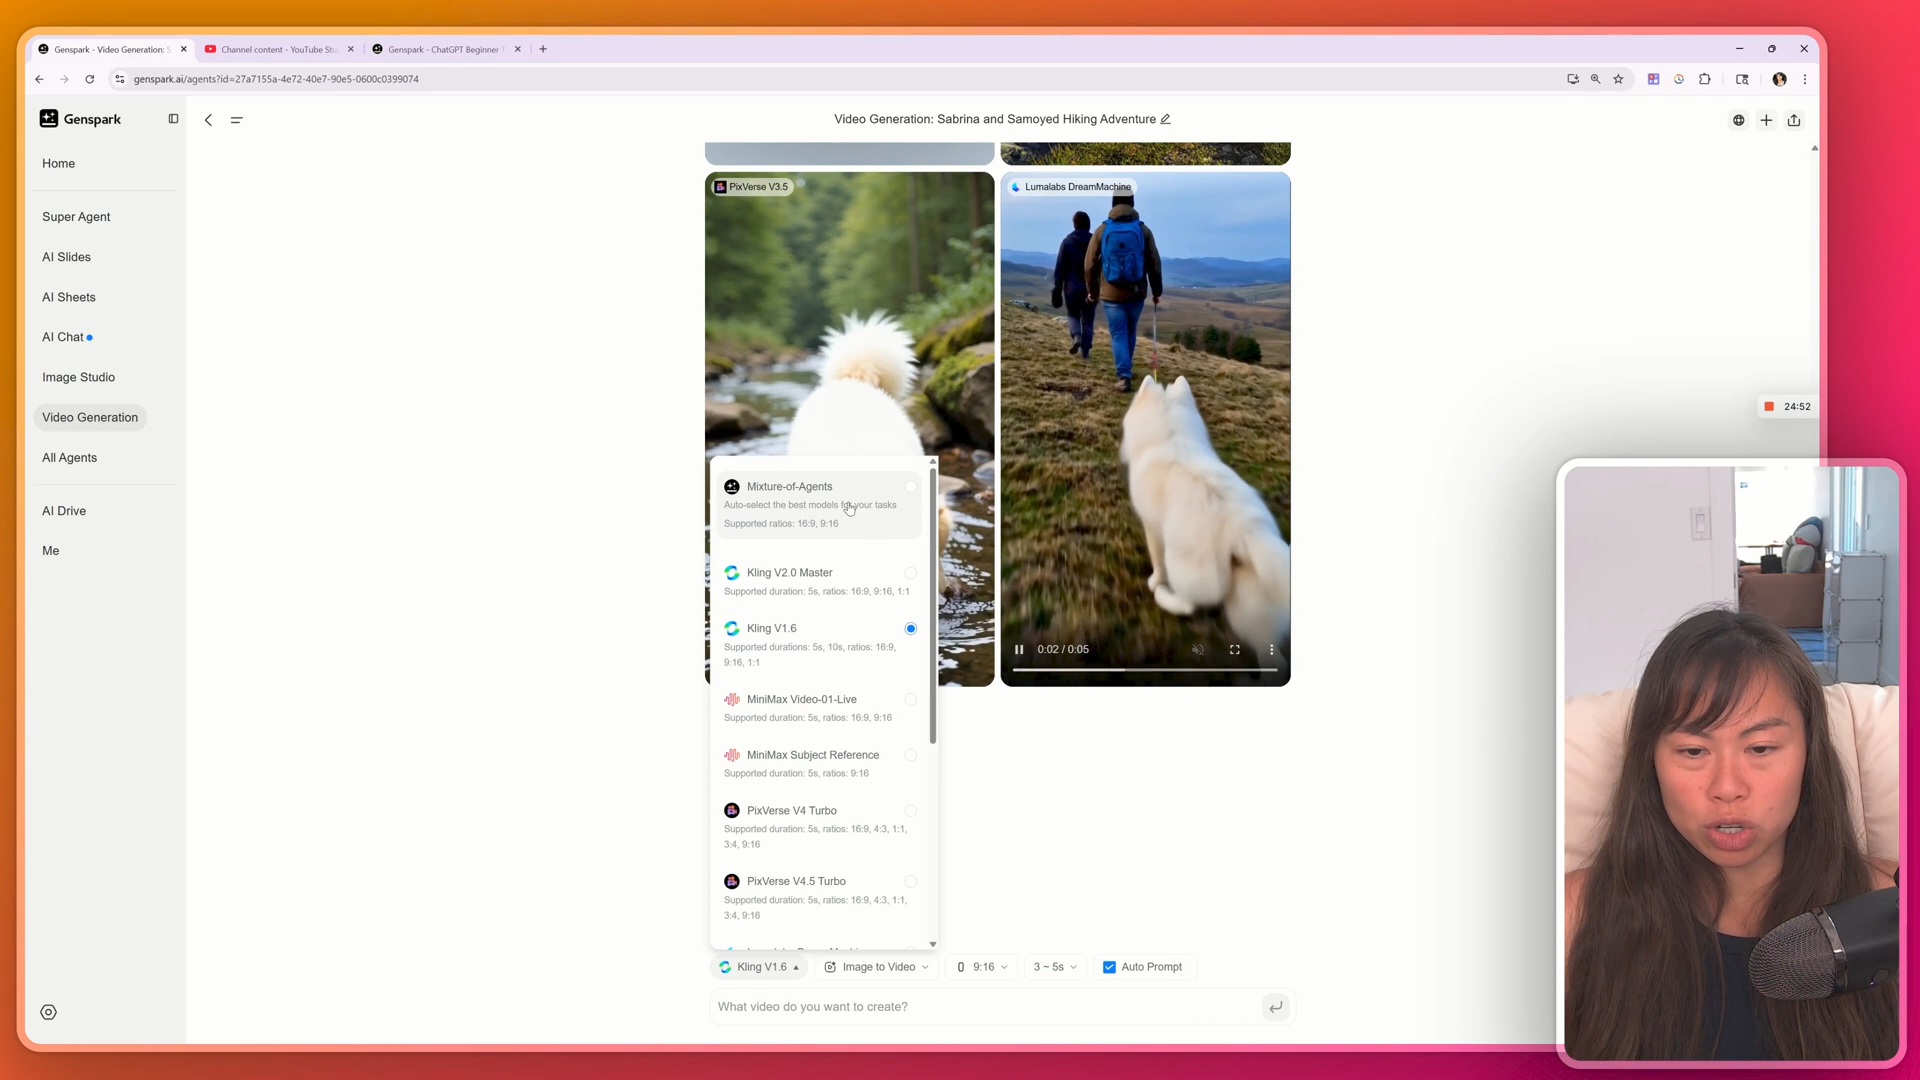 Genspark - Video Generation: S
Channel content - YouTube Stu
Genspark - ChatGPT Beginner T
genspark.ai/agents?id=27a7155a-4e72-40e7-90e5-0600c0399074
Genspark
Video Generation: Sabrina and Samoyed Hiking Adventure
Home
Super Agent
AI Slides
AI Sheets
AI Chat
Image Studio
Video Generation
All Agents
AI Drive
Me
PixVerse V3.5
Lumalabs DreamMachine
0:02 / 0:05
24:52
Mixture-of-Agents
Auto-select the best models for your tasks
Supported ratios: 16:9, 9:16
Kling V2.0 Master
Supported duration: 5s, ratios: 16:9, 9:16, 1:1
Kling V1.6
Supported durations: 5s, 10s, ratios: 16:9,
9:16, 1:1
MiniMax Video-01-Live
Supported duration: 5s, ratios: 16:9, 9:16
MiniMax Subject Reference
Supported duration: 5s, ratios: 9:16
PixVerse V4 Turbo
Supported duration: 5s, ratios: 16:9, 4:3, 1:1,
3:4, 9:16
PixVerse V4.5 Turbo
Supported duration: 5s, ratios: 16:9, 4:3, 1:1,
3:4, 9:16
Kling V1.6
Image to Video
9:16
3 ~ 5s
Auto Prompt
What video do you want to create?